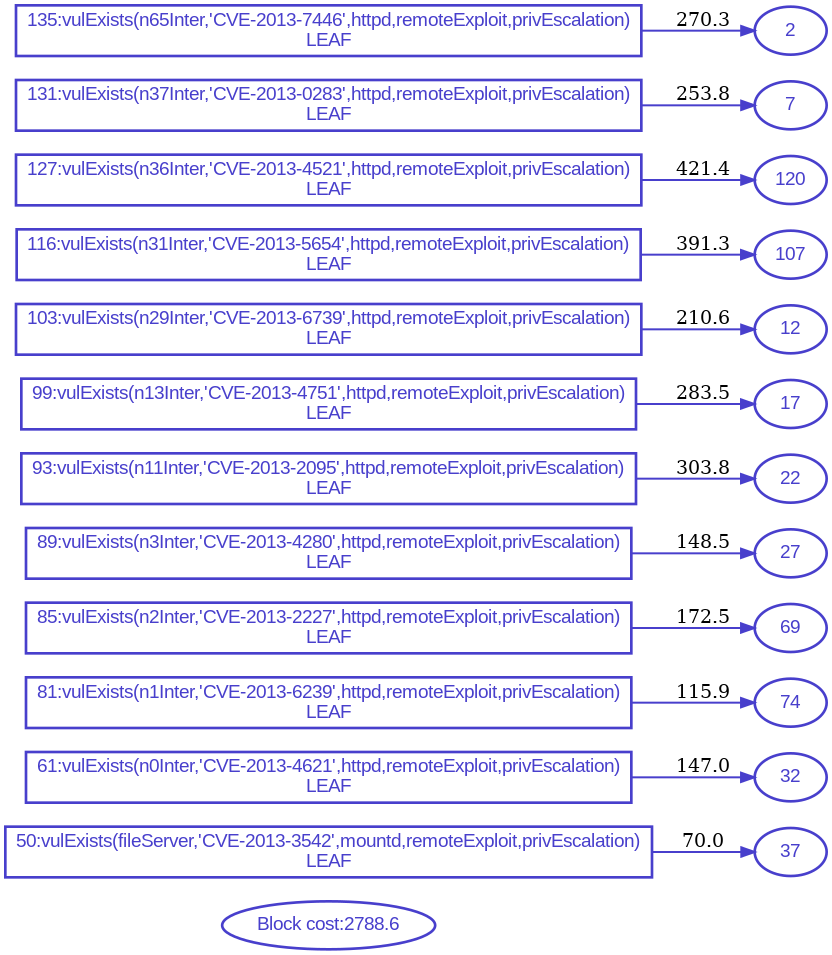 135:vulExists(n65Inter,'CVE-2013-7446',httpd,remoteExploit,privEscalation)
LEAF
270.3
2
131:vulExists(n37Inter,'CVE-2013-0283',httpd,remoteExploit,privEscalation)
LEAF
253.8
7
127:vulExists(n36Inter,'CVE-2013-4521',httpd,remoteExploit,privEscalation)
LEAF
421.4
120
116:vulExists(n31Inter,'CVE-2013-5654',httpd,remoteExploit,privEscalation)
LEAF
391.3
107
103:vulExists(n29Inter,'CVE-2013-6739',httpd,remoteExploit,privEscalation)
LEAF
210.6
12
99:vulExists(n13Inter,'CVE-2013-4751',httpd,remoteExploit,privEscalation)
LEAF
283.5
17
93:vulExists(n11Inter,'CVE-2013-2095',httpd,remoteExploit,privEscalation)
LEAF
303.8
22
89:vulExists(n3Inter,'CVE-2013-4280',httpd,remoteExploit,privEscalation)
LEAF
148.5
27
85:vulExists(n2Inter,'CVE-2013-2227',httpd,remoteExploit,privEscalation)
LEAF
172.5
69
81:vulExists(n1Inter,'CVE-2013-6239',httpd,remoteExploit,privEscalation)
LEAF
115.9
74
61:vulExists(n0Inter,'CVE-2013-4621',httpd,remoteExploit,privEscalation)
LEAF
147.0
32
50:vulExists(fileServer,'CVE-2013-3542',mountd,remoteExploit,privEscalation)
LEAF
70.0
37
Block cost:2788.6